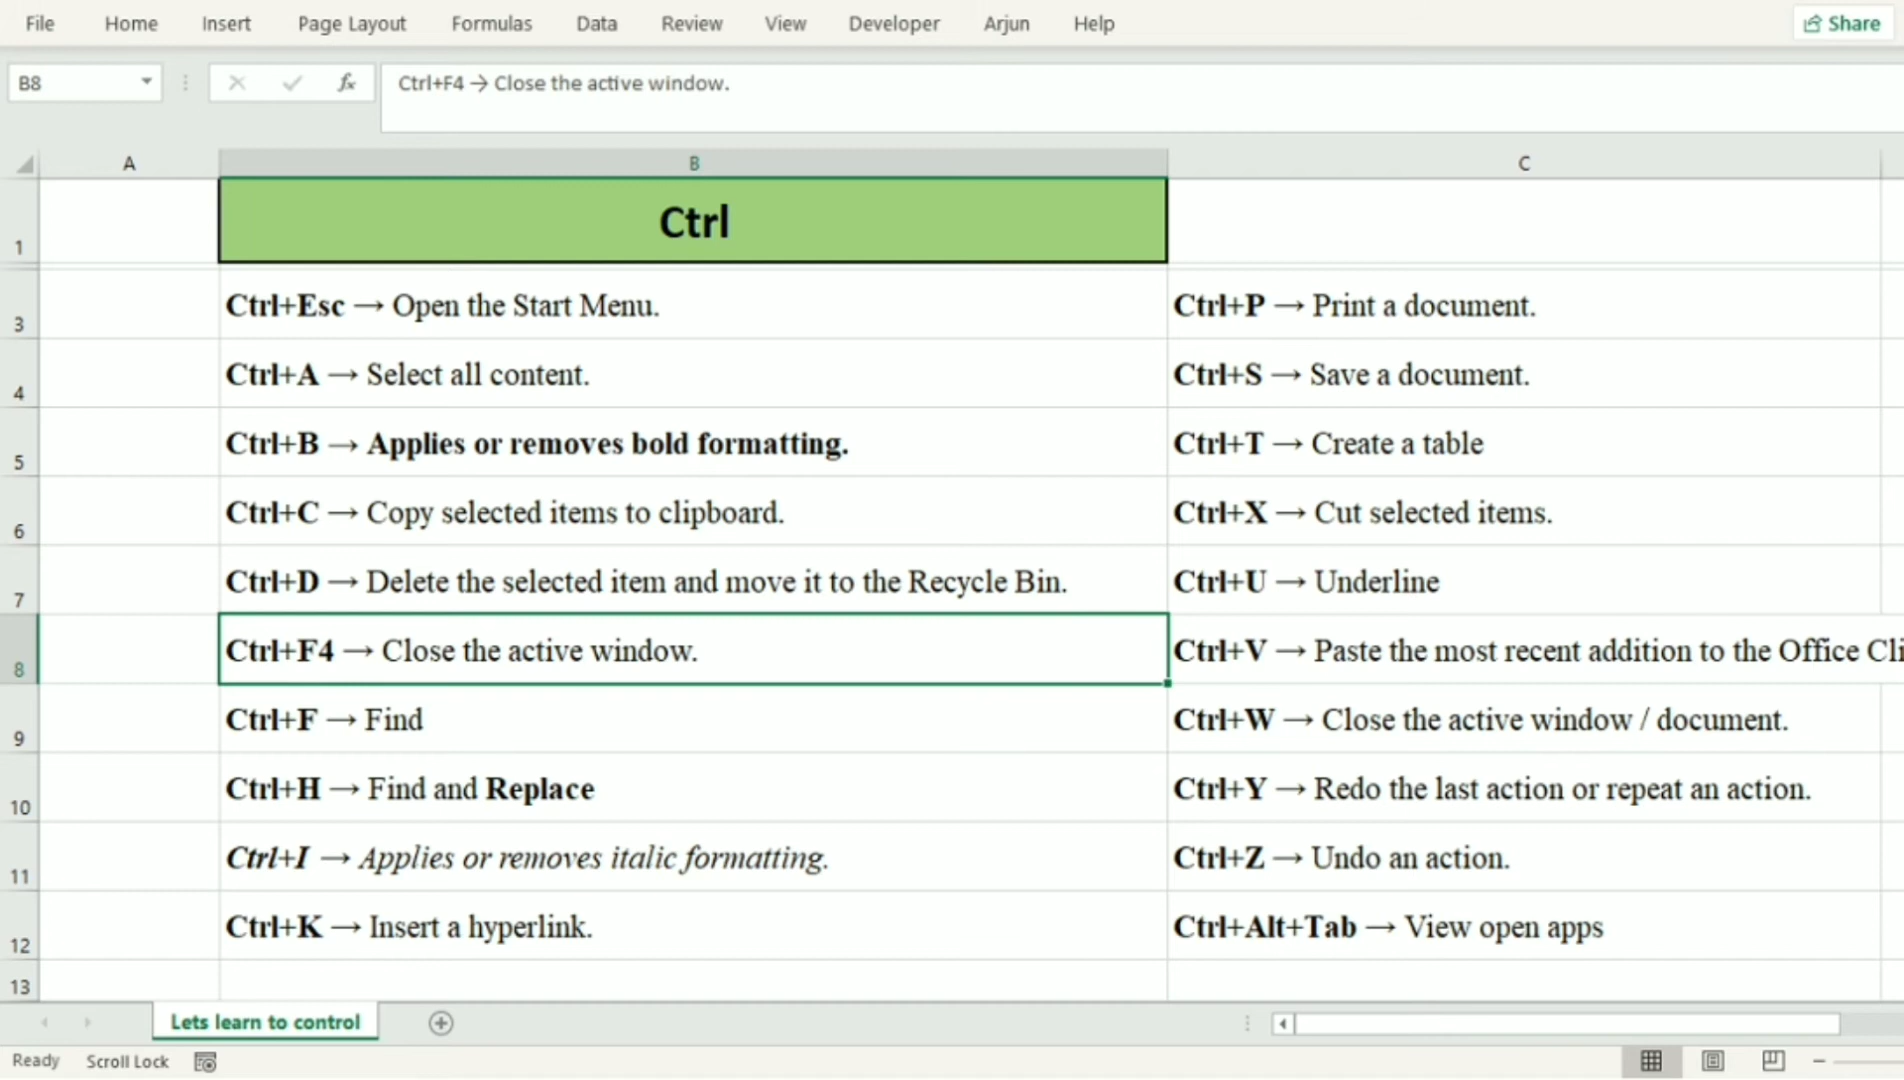 File Home Insert Page Layout Formulas Data Review View Developer Arjun Help Share
B8 fx Ctrl+F4 → Close the active window.
A B C
1 Ctrl
3 Ctrl+Esc → Open the Start Menu. Ctrl+P → Print a document.
4 Ctrl+A → Select all content. Ctrl+S → Save a document.
5 Ctrl+B → Applies or removes bold formatting. Ctrl+T → Create a table
6 Ctrl+C → Copy selected items to clipboard. Ctrl+X → Cut selected items.
7 Ctrl+D → Delete the selected item and move it to the Recycle Bin. Ctrl+U → Underline
8 Ctrl+F4 → Close the active window. Ctrl+V → Paste the most recent addition to the Office Cli
9 Ctrl+F → Find Ctrl+W → Close the active window / document.
10 Ctrl+H → Find and Replace Ctrl+Y → Redo the last action or repeat an action.
11 Ctrl+I → Applies or removes italic formatting. Ctrl+Z → Undo an action.
12 Ctrl+K → Insert a hyperlink. Ctrl+Alt+Tab → View open apps
13
Lets learn to control
Ready Scroll Lock